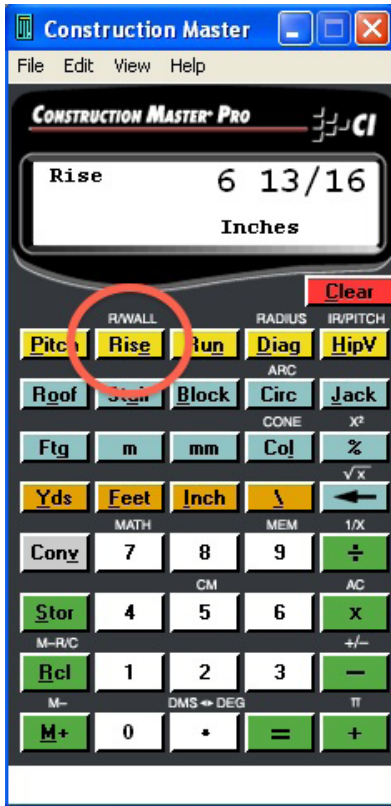 Construction Master
File Edit View Help
CONSTRUCTION MASTER® PRO CI
Rise 6 13/16
Inches
Clear
R/WALL RADIUS IR/PITCH
Pitch Rise Run Diag HipV
ARC
Roof Stair Block Circ Jack
CONE X²
Ftg m mm Col %
√x
Yds Feet Inch \
MATH MEM 1/X
Conv 7 8 9 ÷
CM AC
Stor 4 5 6 x
M-R/C +/-
Rcl 1 2 3 −
M- DMS◄►DEG π
M+ 0 • = +